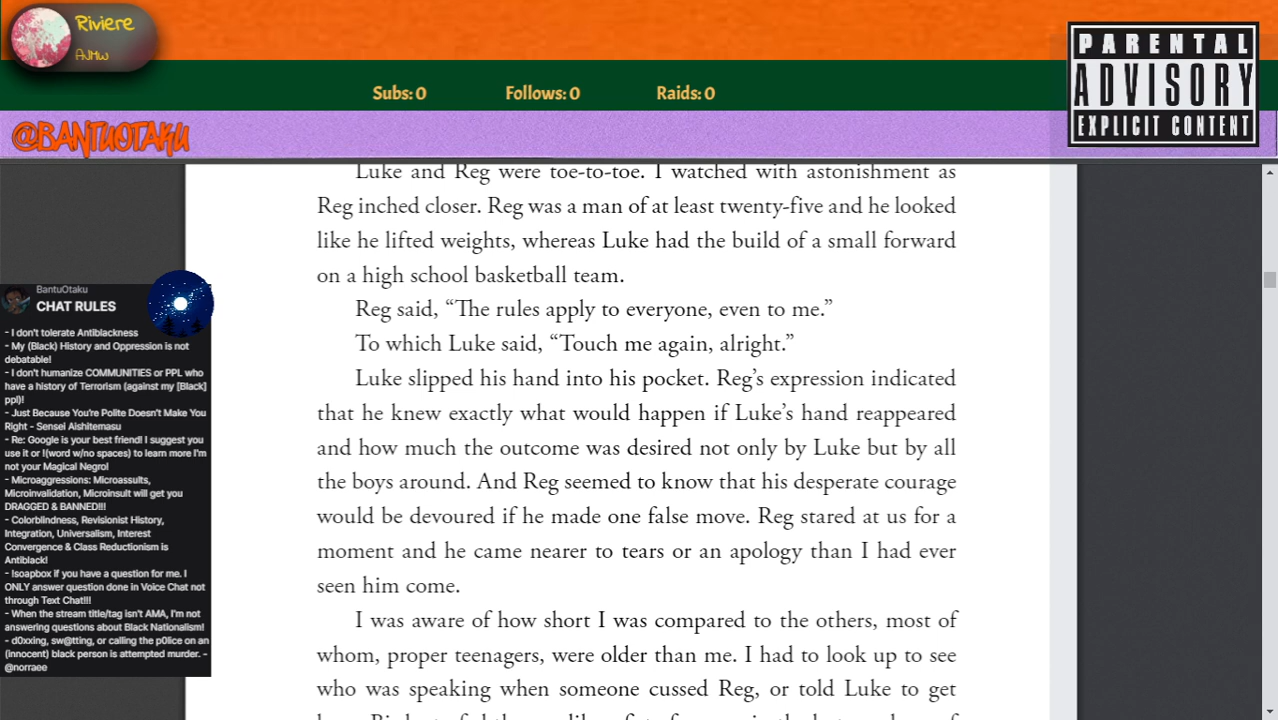 Riviere
AJMW
PARENTAL
ADVISORY
EXPLICIT CONTENT
Subs: 0
Follows: 0
Raids: 0
@BANTUOTAKU
Luke and Reg were toe-to-toe. I watched with astonishment as
Reg inched closer. Reg was a man of at least twenty-five and he looked
like he lifted weights, whereas Luke had the build of a small forward
on a high school basketball team.
Reg said, “The rules apply to everyone, even to me.”
To which Luke said, “Touch me again, alright.”
Luke slipped his hand into his pocket. Reg’s expression indicated
that he knew exactly what would happen if Luke’s hand reappeared
and how much the outcome was desired not only by Luke but by all
the boys around. And Reg seemed to know that his desperate courage
would be devoured if he made one false move. Reg stared at us for a
moment and he came nearer to tears or an apology than I had ever
seen him come.
I was aware of how short I was compared to the others, most of
whom, proper teenagers, were older than me. I had to look up to see
who was speaking when someone cussed Reg, or told Luke to get
BantuOtaku
CHAT RULES
- I don't tolerate Antiblackness
- My (Black) History and Oppression is not
debatable!
- I don't humanize COMMUNITIES or PPL who
have a history of Terrorism (against my [Black]
ppl)!
- Just Because You're Polite Doesn't Make You
Right - Sensei Aishitemasu
- Re: Google is your best friend! I suggest you
use it or !(word w/no spaces) to learn more I'm
not your Magical Negro!
- Microaggressions: Microassults,
Microinvalidation, Microinsult will get you
DRAGGED & BANNED!!!
- Colorblindness, Revisionist History,
Integration, Universalism, Interest
Convergence & Class Reductionism is
Antiblack!
- !soapbox if you have a question for me. I
ONLY answer question done in Voice Chat not
through Text Chat!!!
- When the stream title/tag isn't AMA, I'm not
answering questions about Black Nationalism!
- d0xxing, sw@tting, or calling the p0lice on an
(innocent) black person is attempted murder. -
@norraee